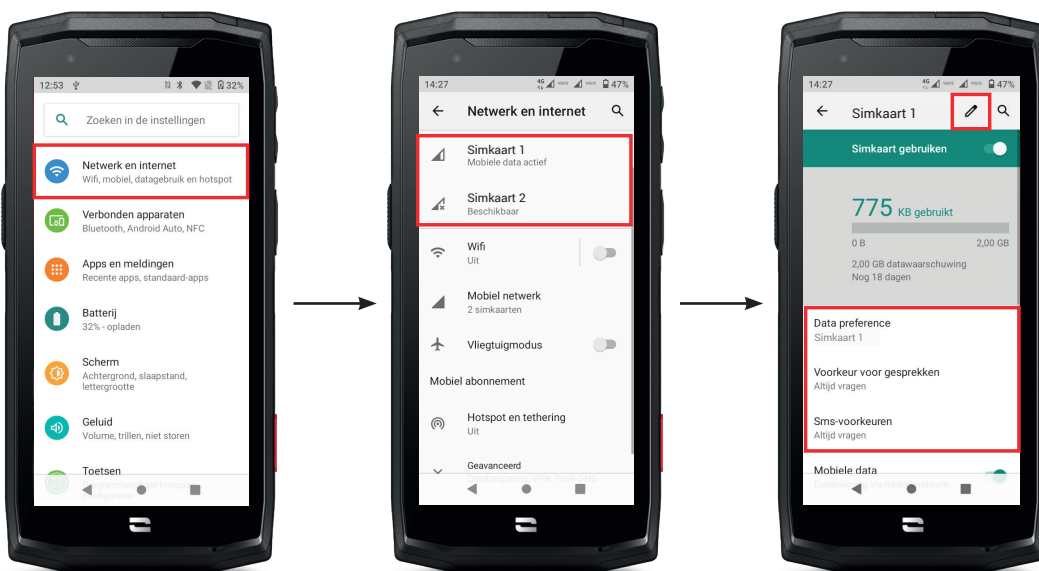 12:53
32%
Zoeken in de instellingen
Netwerk en internet
Wifi, mobiel, datagebruik en hotspot
Verbonden apparaten
Bluetooth, Android Auto, NFC
Apps en meldingen
Recente apps, standaard-apps
Batterij
32% - opladen
Scherm
Achtergrond, slaapstand,
lettergrootte
Geluid
Volume, trillen, niet storen
Toetsen
14:27
4G
47%
Netwerk en internet
Simkaart 1
Mobiele data actief
Simkaart 2
Beschikbaar
Wifi
Uit
Mobiel netwerk
2 simkaarten
Vliegtuigmodus
Mobiel abonnement
Hotspot en tethering
Uit
Geavanceerd
14:27
4G
47%
Simkaart 1
Simkaart gebruiken
775 KB gebruikt
0 B
2,00 GB
2,00 GB datawaarschuwing
Nog 18 dagen
Data preference
Simkaart 1
Voorkeur voor gesprekken
Altijd vragen
Sms-voorkeuren
Altijd vragen
Mobiele data